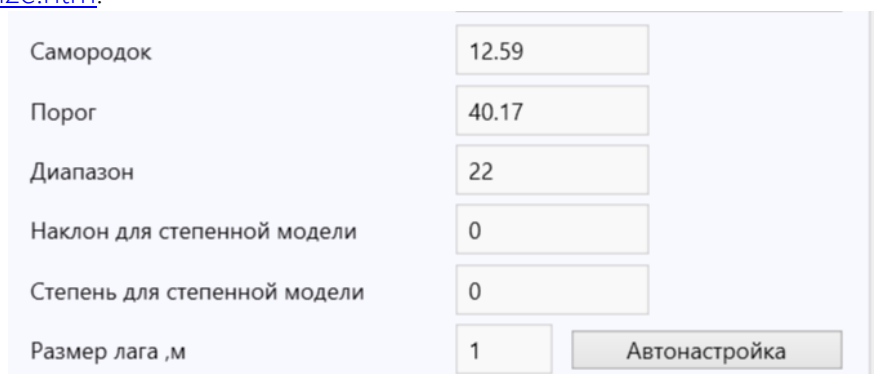 Самородок 12.59
Порог 40.17
Диапазон 22
Наклон для степенной модели 0
Степень для степенной модели 0
Размер лага ,м 1 Автонастройка